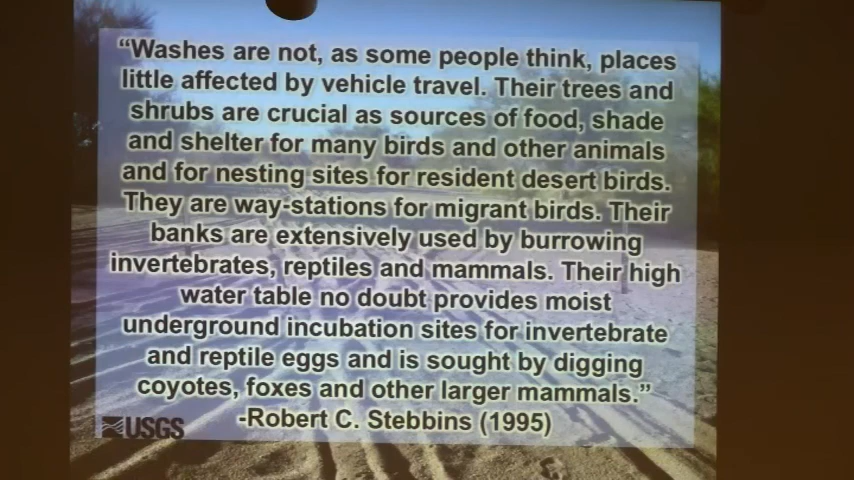 “Washes are not, as some people think, places
little affected by vehicle travel. Their trees and
shrubs are crucial as sources of food, shade
and shelter for many birds and other animals
and for nesting sites for resident desert birds.
They are way-stations for migrant birds. Their
banks are extensively used by burrowing
invertebrates, reptiles and mammals. Their high
water table no doubt provides moist
underground incubation sites for invertebrate
and reptile eggs and is sought by digging
coyotes, foxes and other larger mammals.”
-Robert C. Stebbins (1995)
USGS